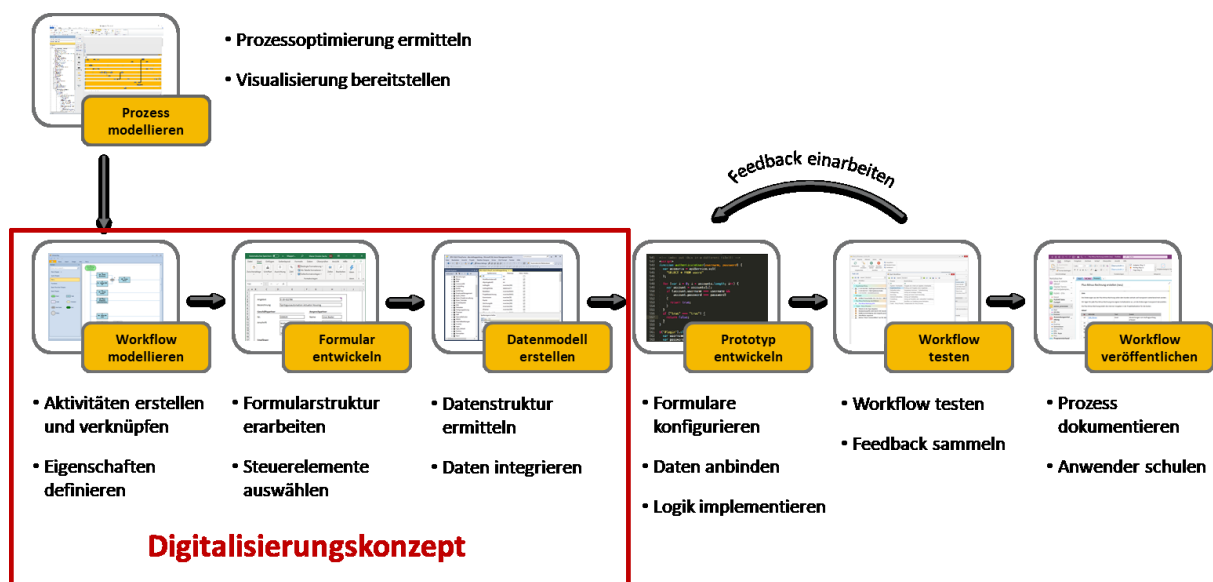 • Prozessoptimierung ermitteln
• Visualisierung bereitstellen
Prozess
modellieren
Feedback einarbeiten
Workflow
modellieren
Formular
entwickeln
Datenmodell
erstellen
Prototyp
entwickeln
Workflow
testen
Workflow
veröffentlichen
• Aktivitäten erstellen
und verknüpfen
• Eigenschaften
definieren
• Formularstruktur
erarbeiten
• Steuerelemente
auswählen
• Datenstruktur
ermitteln
• Daten integrieren
• Formulare
konfigurieren
• Daten anbinden
• Logik implementieren
• Workflow testen
• Feedback sammeln
• Prozess
dokumentieren
• Anwender schulen
Digitalisierungskonzept